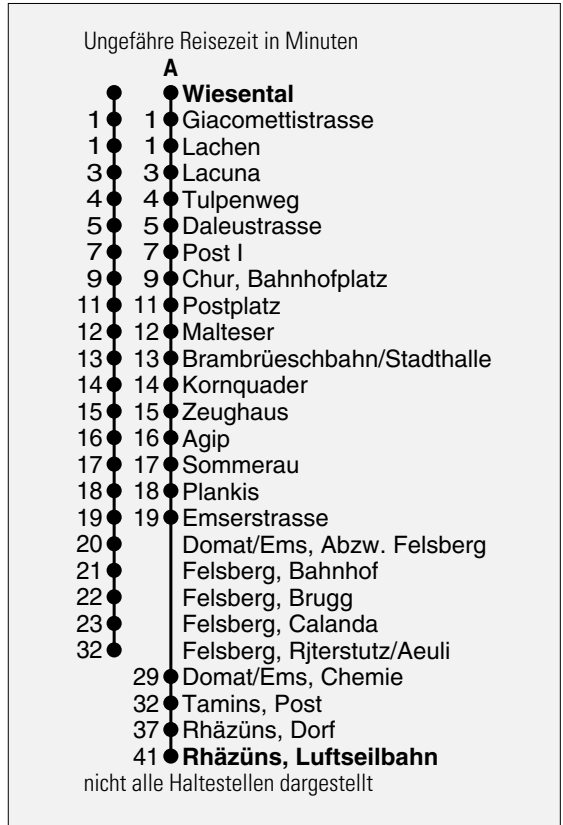 Ungefähre Reisezeit in Minuten
A
Wiesental
1 1 Giacomettistrasse
1 1 Lachen
3 3 Lacuna
4 4 Tulpenweg
5 5 Daleustrasse
7 7 Post I
9 9 Chur, Bahnhofplatz
11 11 Postplatz
12 12 Malteser
13 13 Brambrüeschbahn/Stadthalle
14 14 Kornquader
15 15 Zeughaus
16 16 Agip
17 17 Sommerau
18 18 Plankis
19 19 Emserstrasse
20 Domat/Ems, Abzw. Felsberg
21 Felsberg, Bahnhof
22 Felsberg, Brugg
23 Felsberg, Calanda
32 Felsberg, Rjterstutz/Aeuli
29 Domat/Ems, Chemie
32 Tamins, Post
37 Rhäzüns, Dorf
41 Rhäzüns, Luftseilbahn
nicht alle Haltestellen dargestellt